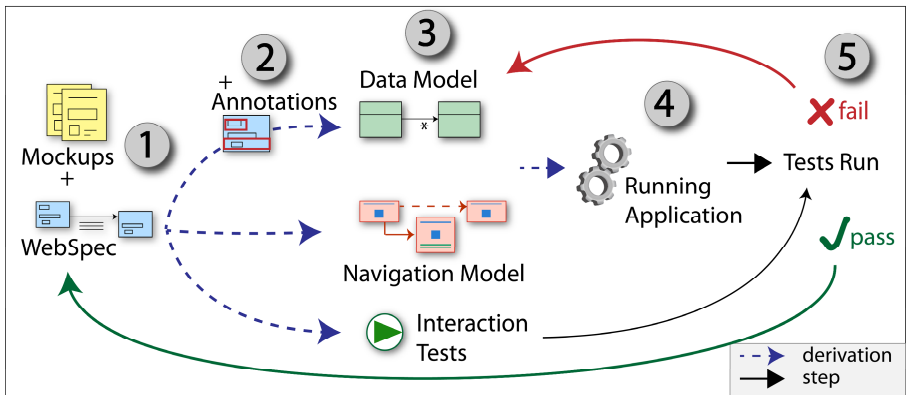 1
Mockups
+
WebSpec
2
+
Annotations
3
Data Model
x
Navigation Model
Interaction
Tests
4
Running
Application
5
fail
Tests Run
pass
derivation
step